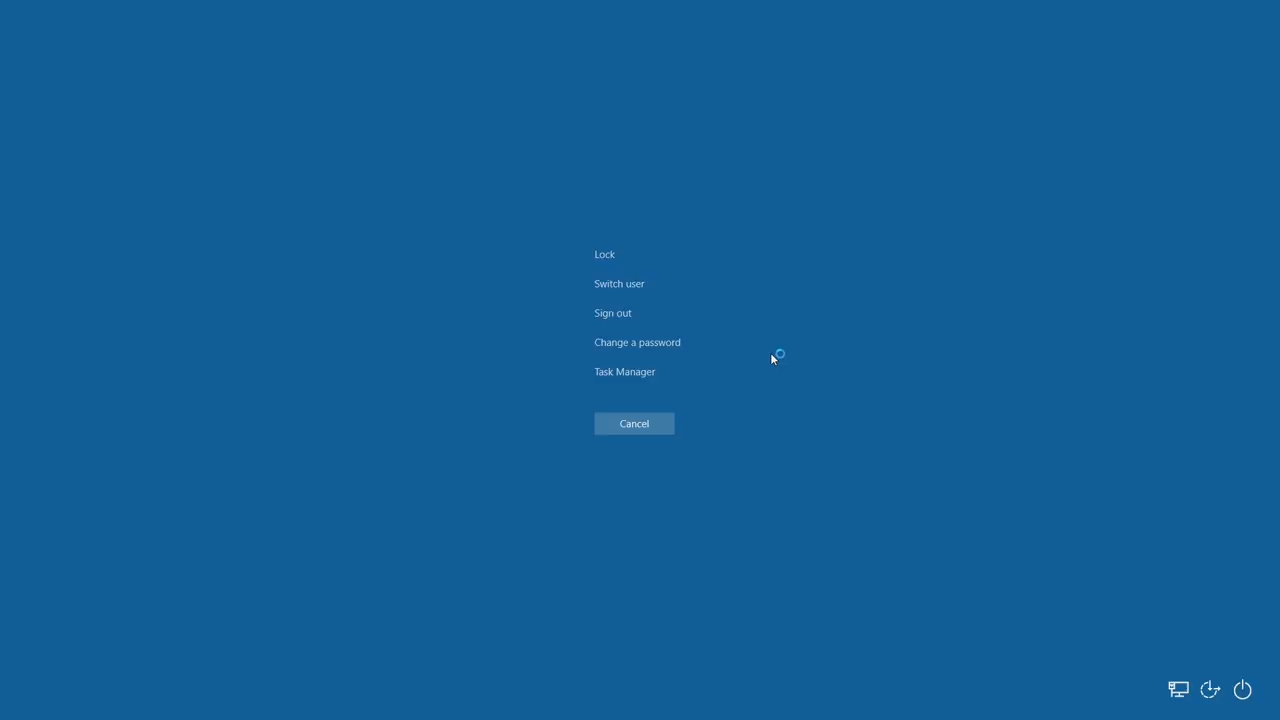 Lock
Switch user
Sign out
Change a password
Task Manager
Cancel